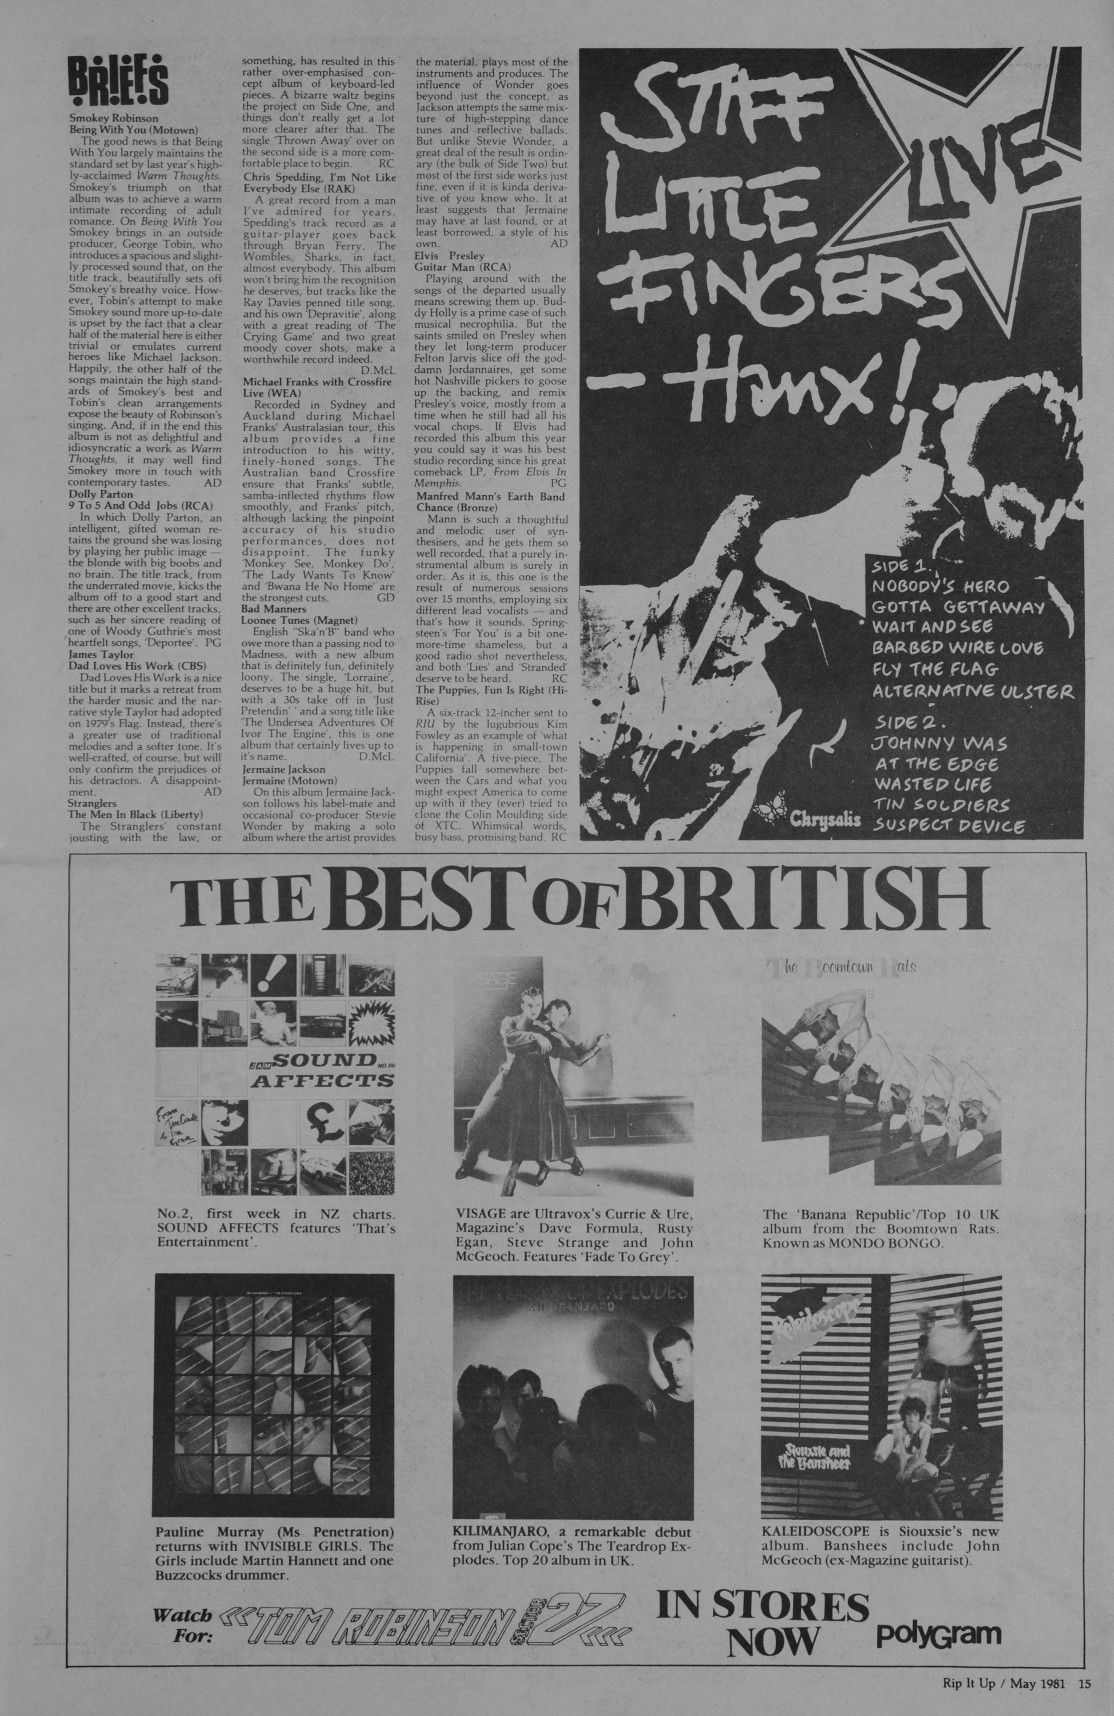 BRIEFS
Smokey Robinson
Being With You (Motown)
The good news is that Being
With You largely maintains the
standard set by last year's high-
ly-acclaimed Warm Thoughts.
Smokey's triumph on that
album was to achieve a warm
intimate recording of adult
romance. On Being With You
Smokey brings in an outside
producer, George Tobin, who
introduces a spacious and slight-
ly processed sound that, on the
title track, beautifully sets off
Smokey's breathy voice. How-
ever, Tobin's attempt to make
Smokey sound more up-to-date
is upset by the fact that a clear
half of the material here is either
trivial or emulates current
heroes like Michael Jackson.
Happily, the other half of the
songs maintain the high stand-
ards of Smokey's best and
Tobin's clean arrangements
expose the beauty of Robinson's
singing. And, if in the end this
album is not as delightful and
idiosyncratic a work as Warm
Thoughts, it may well find
Smokey more in touch with
contemporary tastes. AD
Dolly Parton
9 To 5 And Odd Jobs (RCA)
In which Dolly Parton, an
intelligent, gifted woman re-
tains the ground she was losing
by playing her public image —
the blonde with big boobs and
no brain. The title track, from
the underrated movie, kicks the
album off to a good start and
there are other excellent tracks,
such as her sincere reading of
one of Woody Guthrie's most
heartfelt songs, 'Deportee'. PG
James Taylor
Dad Loves His Work (CBS)
Dad Loves His Work is a nice
title but it marks a retreat from
the harder music and the nar-
rative style Taylor had adopted
on 1979's Flag. Instead, there's
a greater use of traditional
melodies and a softer tone. It's
well-crafted, of course, but will
only confirm the prejudices of
his detractors. A disappoint-
ment. AD
Stranglers
The Men In Black (Liberty)
The Stranglers' constant
jousting with the law, or
something, has resulted in this
rather over-emphasised con-
cept album of keyboard-led
pieces. A bizarre waltz begins
the project on Side One, and
things don't really get a lot
more clearer after that. The
single 'Thrown Away' over on
the second side is a more com-
fortable place to begin. RC
Chris Spedding, I'm Not Like
Everybody Else (RAK)
A great record from a man
I've admired for years.
Spedding's track record as a
guitar-player goes back
through Bryan Ferry, The
Wombles, Sharks, in fact,
almost everybody. This album
won't bring him the recognition
he deserves, but tracks like the
Ray Davies penned title song,
and his own 'Depravitie', along
with a great reading of 'The
Crying Game' and two great
moody cover shots, make a
worthwhile record indeed.
D.McL
Michael Franks with Crossfire
Live (WEA)
Recorded in Sydney and
Auckland during Michael
Franks' Australasian tour, this
album provides a fine
introduction to his witty,
finely-honed songs. The
Australian band Crossfire
ensure that Franks' subtle,
samba-inflected rhythms flow
smoothly, and Franks' pitch,
although lacking the pinpoint
accuracy of his studio
performances, does not
disappoint. The funky
'Monkey See, Monkey Do',
'The Lady Wants To Know'
and 'Bwana He No Home' are
the strongest cuts. GD
Bad Manners
Loonee Tunes (Magnet)
English "Ska'n'B" band who
owe more than a passing nod to
Madness, with a new album
that is definitely fun, definitely
loony. The single, 'Lorraine',
deserves to be a huge hit, but
with a 30s take off in 'Just
Pretendin' ' and a song title like
'The Undersea Adventures Of
Ivor The Engine', this is one
album that certainly lives up to
it's name. D.McL
Jermaine Jackson
Jermaine (Motown)
On this album Jermaine Jack-
son follows his label-mate and
occasional co-producer Stevie
Wonder by making a solo
album where the artist provides
the material, plays most of the
instruments and produces. The
influence of Wonder goes
beyond just the concept, as
Jackson attempts the same mix-
ture of high-stepping dance
tunes and reflective ballads.
But unlike Stevie Wonder, a
great deal of the result is ordin-
ary (the bulk of Side Two) but
most of the first side works just
fine, even if it is kinda deriva-
tive of you know who. It at
least suggests that Jermaine
may have at last found, or at
least borrowed, a style of his
own. AD
Elvis Presley
Guitar Man (RCA)
Playing around with the
songs of the departed usually
means screwing them up. Bud-
dy Holly is a prime case of such
musical necrophilia. But the
saints smiled on Presley when
they let long-term producer
Felton Jarvis slice off the god-
damn Jordannaires, get some
hot Nashville pickers to goose
up the backing, and remix
Presley's voice, mostly from a
time when he still had all his
vocal chops. If Elvis had
recorded this album this year
you could say it was his best
studio recording since his great
comeback LP, From Elvis In
Memphis. PG
Manfred Mann's Earth Band
Chance (Bronze)
Mann is such a thoughtful
and melodic user of syn-
thesisers, and he gets them so
well recorded, that a purely in-
strumental album is surely in
order. As it is, this one is the
result of numerous sessions
over 15 months, employing six
different lead vocalists — and
that's how it sounds. Spring-
steen's 'For You' is a bit one-
more-time shameless, but a
good radio shot nevertheless,
and both 'Lies' and 'Stranded'
deserve to be heard. RC
The Puppies, Fun Is Right (Hi-
Rise)
A six-track 12-incher sent to
RIU by the lugubrious Kim
Fowley as an example of 'what
is happening in small-town
California'. A five-piece, The
Puppies fall somewhere bet-
ween the Cars and what you
might expect America to come
up with if they (ever) tried to
clone the Colin Moulding side
of XTC. Whimsical words,
busy bass, promising band. RC
STIFF
LITTLE
FINGERS
LIVE
- Hanx!
SIDE 1.
NOBODY'S HERO
GOTTA GETTAWAY
WAIT AND SEE
BARBED WIRE LOVE
FLY THE FLAG
ALTERNATIVE ULSTER
SIDE 2.
JOHNNY WAS
AT THE EDGE
WASTED LIFE
TIN SOLDIERS
SUSPECT DEVICE
Chrysalis
THE BEST OF BRITISH
!
JAM SOUND
AFFECTS
£
VISAGE
The Boomtown Rats
No.2, first week in NZ charts.
SOUND AFFECTS features 'That's
Entertainment'.
VISAGE are Ultravox's Currie & Ure,
Magazine's Dave Formula, Rusty
Egan, Steve Strange and John
McGeoch. Features 'Fade To Grey'.
The 'Banana Republic'/Top 10 UK
album from the Boomtown Rats.
Known as MONDO BONGO.
THE TEARDROP EXPLODES
KILIMANJARO
Kaleidoscope
Siouxsie and
the Banshees
Pauline Murray (Ms Penetration)
returns with INVISIBLE GIRLS. The
Girls include Martin Hannett and one
Buzzcocks drummer.
KILIMANJARO, a remarkable debut
from Julian Cope's The Teardrop Ex-
plodes. Top 20 album in UK.
KALEIDOSCOPE is Siouxsie's new
album. Banshees include John
McGeoch (ex-Magazine guitarist).
Watch
For:
TOM ROBINSON SECTOR 27
IN STORES
NOW
polyGram
Rip It Up / May 1981 15